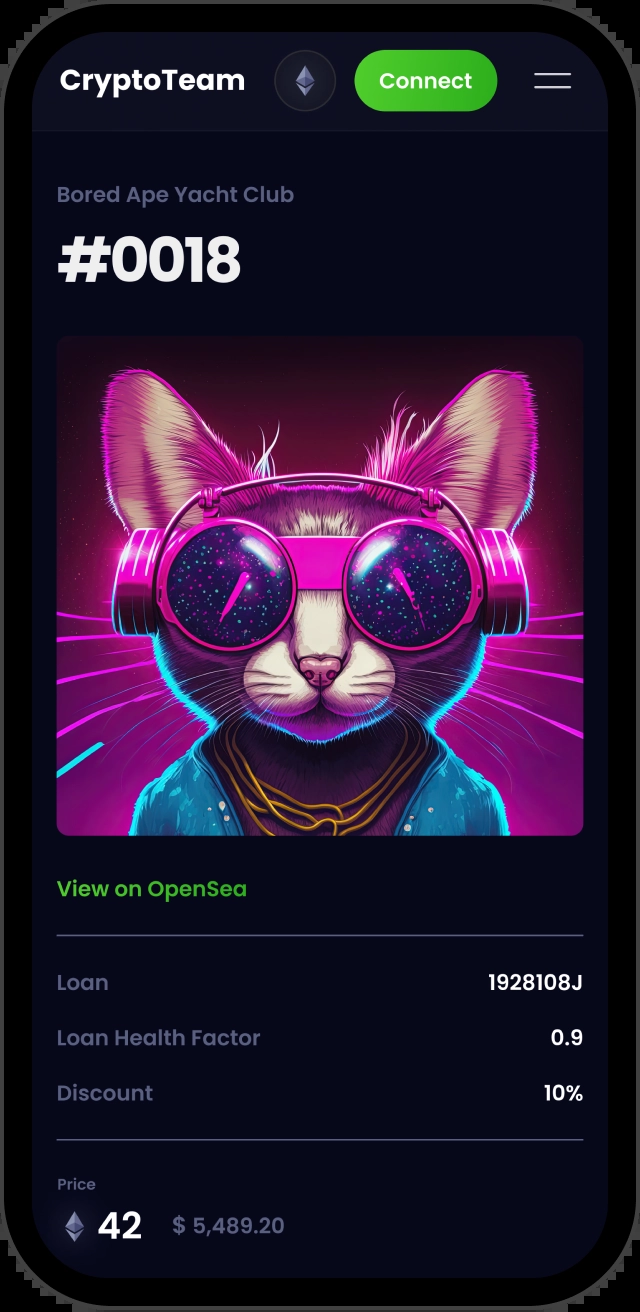 CryptoTeam
Connect
Bored Ape Yacht Club
#0018
View on OpenSea
Loan 1928108J
Loan Health Factor 0.9
Discount 10%
Price
42 $ 5,489.20